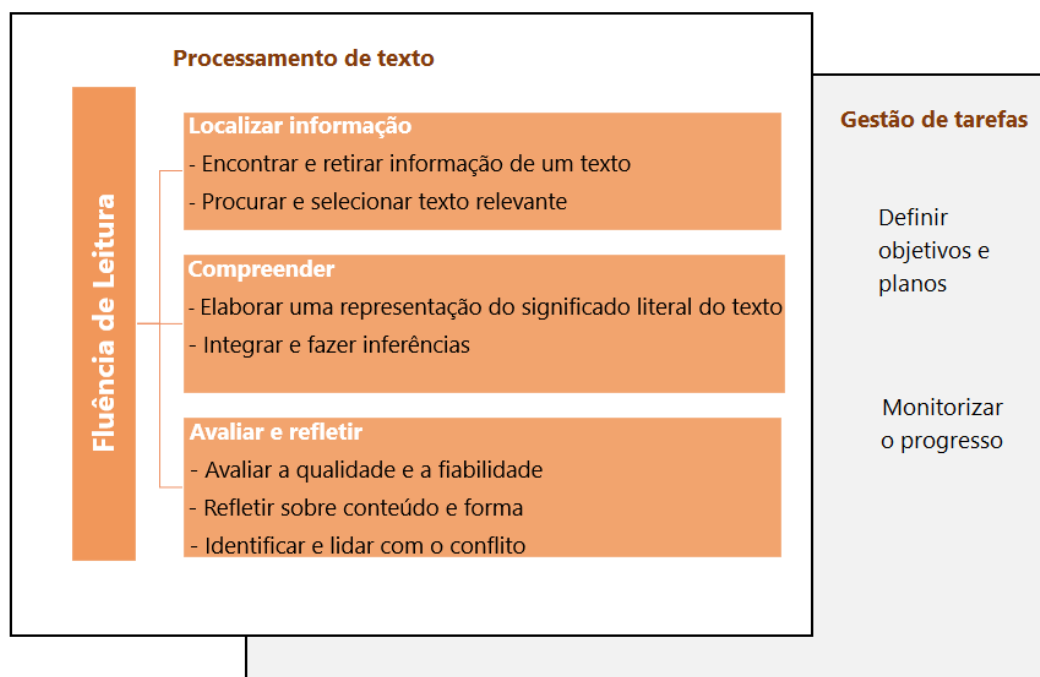 Processamento de texto
Fluência de Leitura
Localizar informação
- Encontrar e retirar informação de um texto
- Procurar e selecionar texto relevante
Compreender
- Elaborar uma representação do significado literal do texto
- Integrar e fazer inferências
Avaliar e refletir
- Avaliar a qualidade e a fiabilidade
- Refletir sobre conteúdo e forma
- Identificar e lidar com o conflito
Gestão de tarefas
Definir
objetivos e
planos
Monitorizar
o progresso